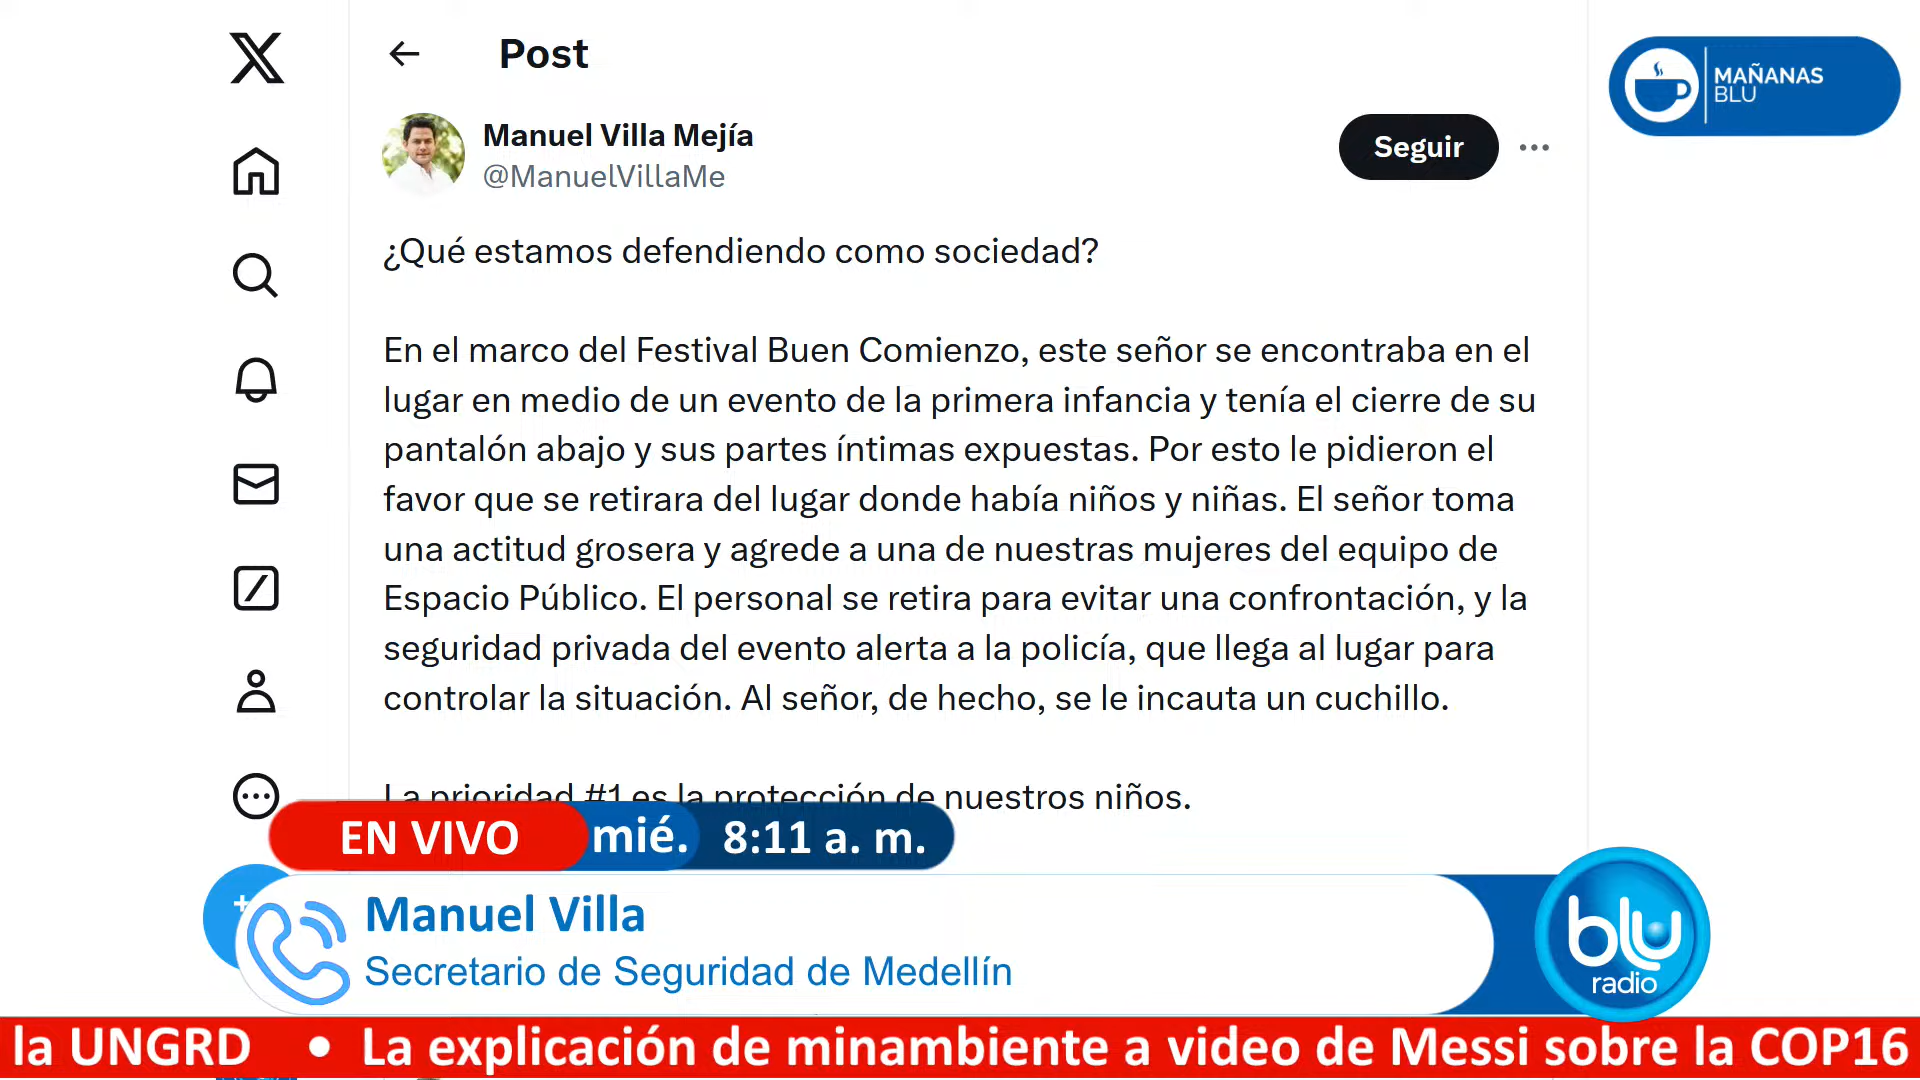 Post
MAÑANAS
BLU
Manuel Villa Mejía
@ManuelVillaMe
Seguir
¿Qué estamos defendiendo como sociedad?
En el marco del Festival Buen Comienzo, este señor se encontraba en el
lugar en medio de un evento de la primera infancia y tenía el cierre de su
pantalón abajo y sus partes íntimas expuestas. Por esto le pidieron el
favor que se retirara del lugar donde había niños y niñas. El señor toma
una actitud grosera y agrede a una de nuestras mujeres del equipo de
Espacio Público. El personal se retira para evitar una confrontación, y la
seguridad privada del evento alerta a la policía, que llega al lugar para
controlar la situación. Al señor, de hecho, se le incauta un cuchillo.
La prioridad #1 es la protección de nuestros niños.
EN VIVO mié. 8:11 a. m.
Manuel Villa
Secretario de Seguridad de Medellín
blu
radio
la UNGRD • La explicación de minambiente a video de Messi sobre la COP16